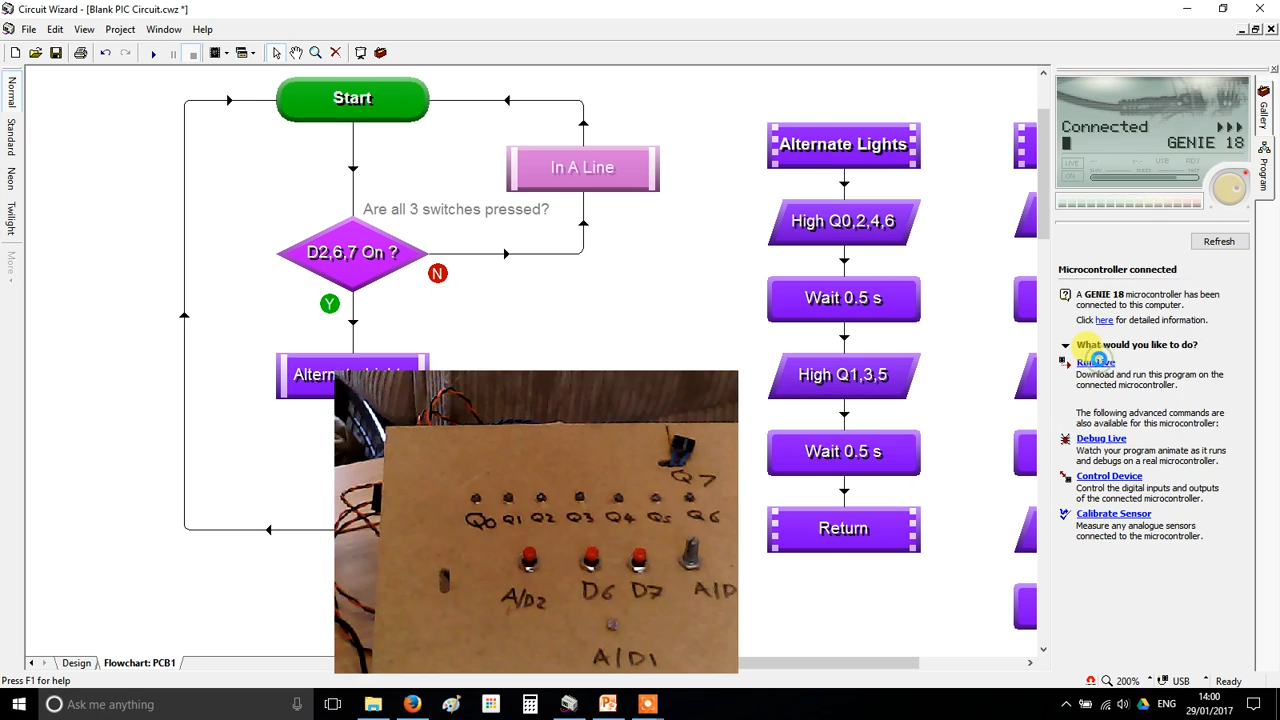 Circuit Wizard - [Blank PIC Circuit.cwz *]
File Edit View Project Window Help
Normal
Standard
Neon
Twilight
More
Start
In A Line
Are all 3 switches pressed?
D2,6,7 On ?
N
Y
Alternate Lights
High Q0,2,4,6
Wait 0.5 s
High Q1,3,5
Wait 0.5 s
Return
Q7
Q0 Q1 Q2 Q3 Q4 Q5 Q6
A/D2 D6 D7 A/D
A/D1
Connected
GENIE 18
LIVE
ON
USB
Gallery
Program
Refresh
Microcontroller connected
A GENIE 18 microcontroller has been
connected to this computer.
Click here for detailed information.
What would you like to do?
Run Live
Download and run this program on the
connected microcontroller.
The following advanced commands are
also available for this microcontroller:
Debug Live
Watch your program animate as it runs
and debugs on a real microcontroller.
Control Device
Control the digital inputs and outputs
of the connected microcontroller.
Calibrate Sensor
Measure any analogue sensors
connected to the microcontroller.
Design Flowchart: PCB1
Press F1 for help
200% USB Ready
Ask me anything
ENG
14:00
29/01/2017